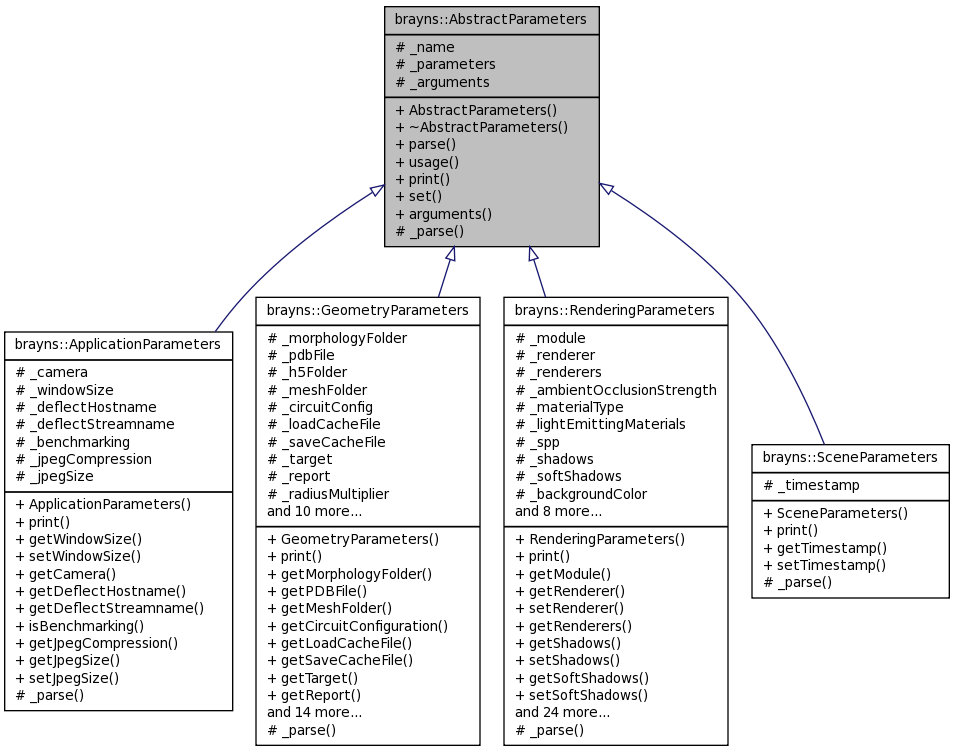 brayns::AbstractParameters
# _name
# _parameters
# _arguments
+ AbstractParameters()
+ ~AbstractParameters()
+ parse()
+ usage()
+ print()
+ set()
+ arguments()
# _parse()
brayns::ApplicationParameters
# _camera
# _windowSize
# _deflectHostname
# _deflectStreamname
# _benchmarking
# _jpegCompression
# _jpegSize
+ ApplicationParameters()
+ print()
+ getWindowSize()
+ setWindowSize()
+ getCamera()
+ getDeflectHostname()
+ getDeflectStreamname()
+ isBenchmarking()
+ getJpegCompression()
+ getJpegSize()
+ setJpegSize()
# _parse()
brayns::GeometryParameters
# _morphologyFolder
# _pdbFile
# _h5Folder
# _meshFolder
# _circuitConfig
# _loadCacheFile
# _saveCacheFile
# _target
# _report
# _radiusMultiplier
and 10 more...
+ GeometryParameters()
+ print()
+ getMorphologyFolder()
+ getPDBFile()
+ getMeshFolder()
+ getCircuitConfiguration()
+ getLoadCacheFile()
+ getSaveCacheFile()
+ getTarget()
+ getReport()
and 14 more...
# _parse()
brayns::RenderingParameters
# _module
# _renderer
# _renderers
# _ambientOcclusionStrength
# _materialType
# _lightEmittingMaterials
# _spp
# _shadows
# _softShadows
# _backgroundColor
and 8 more...
+ RenderingParameters()
+ print()
+ getModule()
+ getRenderer()
+ setRenderer()
+ getRenderers()
+ getShadows()
+ setShadows()
+ getSoftShadows()
+ setSoftShadows()
and 24 more...
# _parse()
brayns::SceneParameters
# _timestamp
+ SceneParameters()
+ print()
+ getTimestamp()
+ setTimestamp()
# _parse()